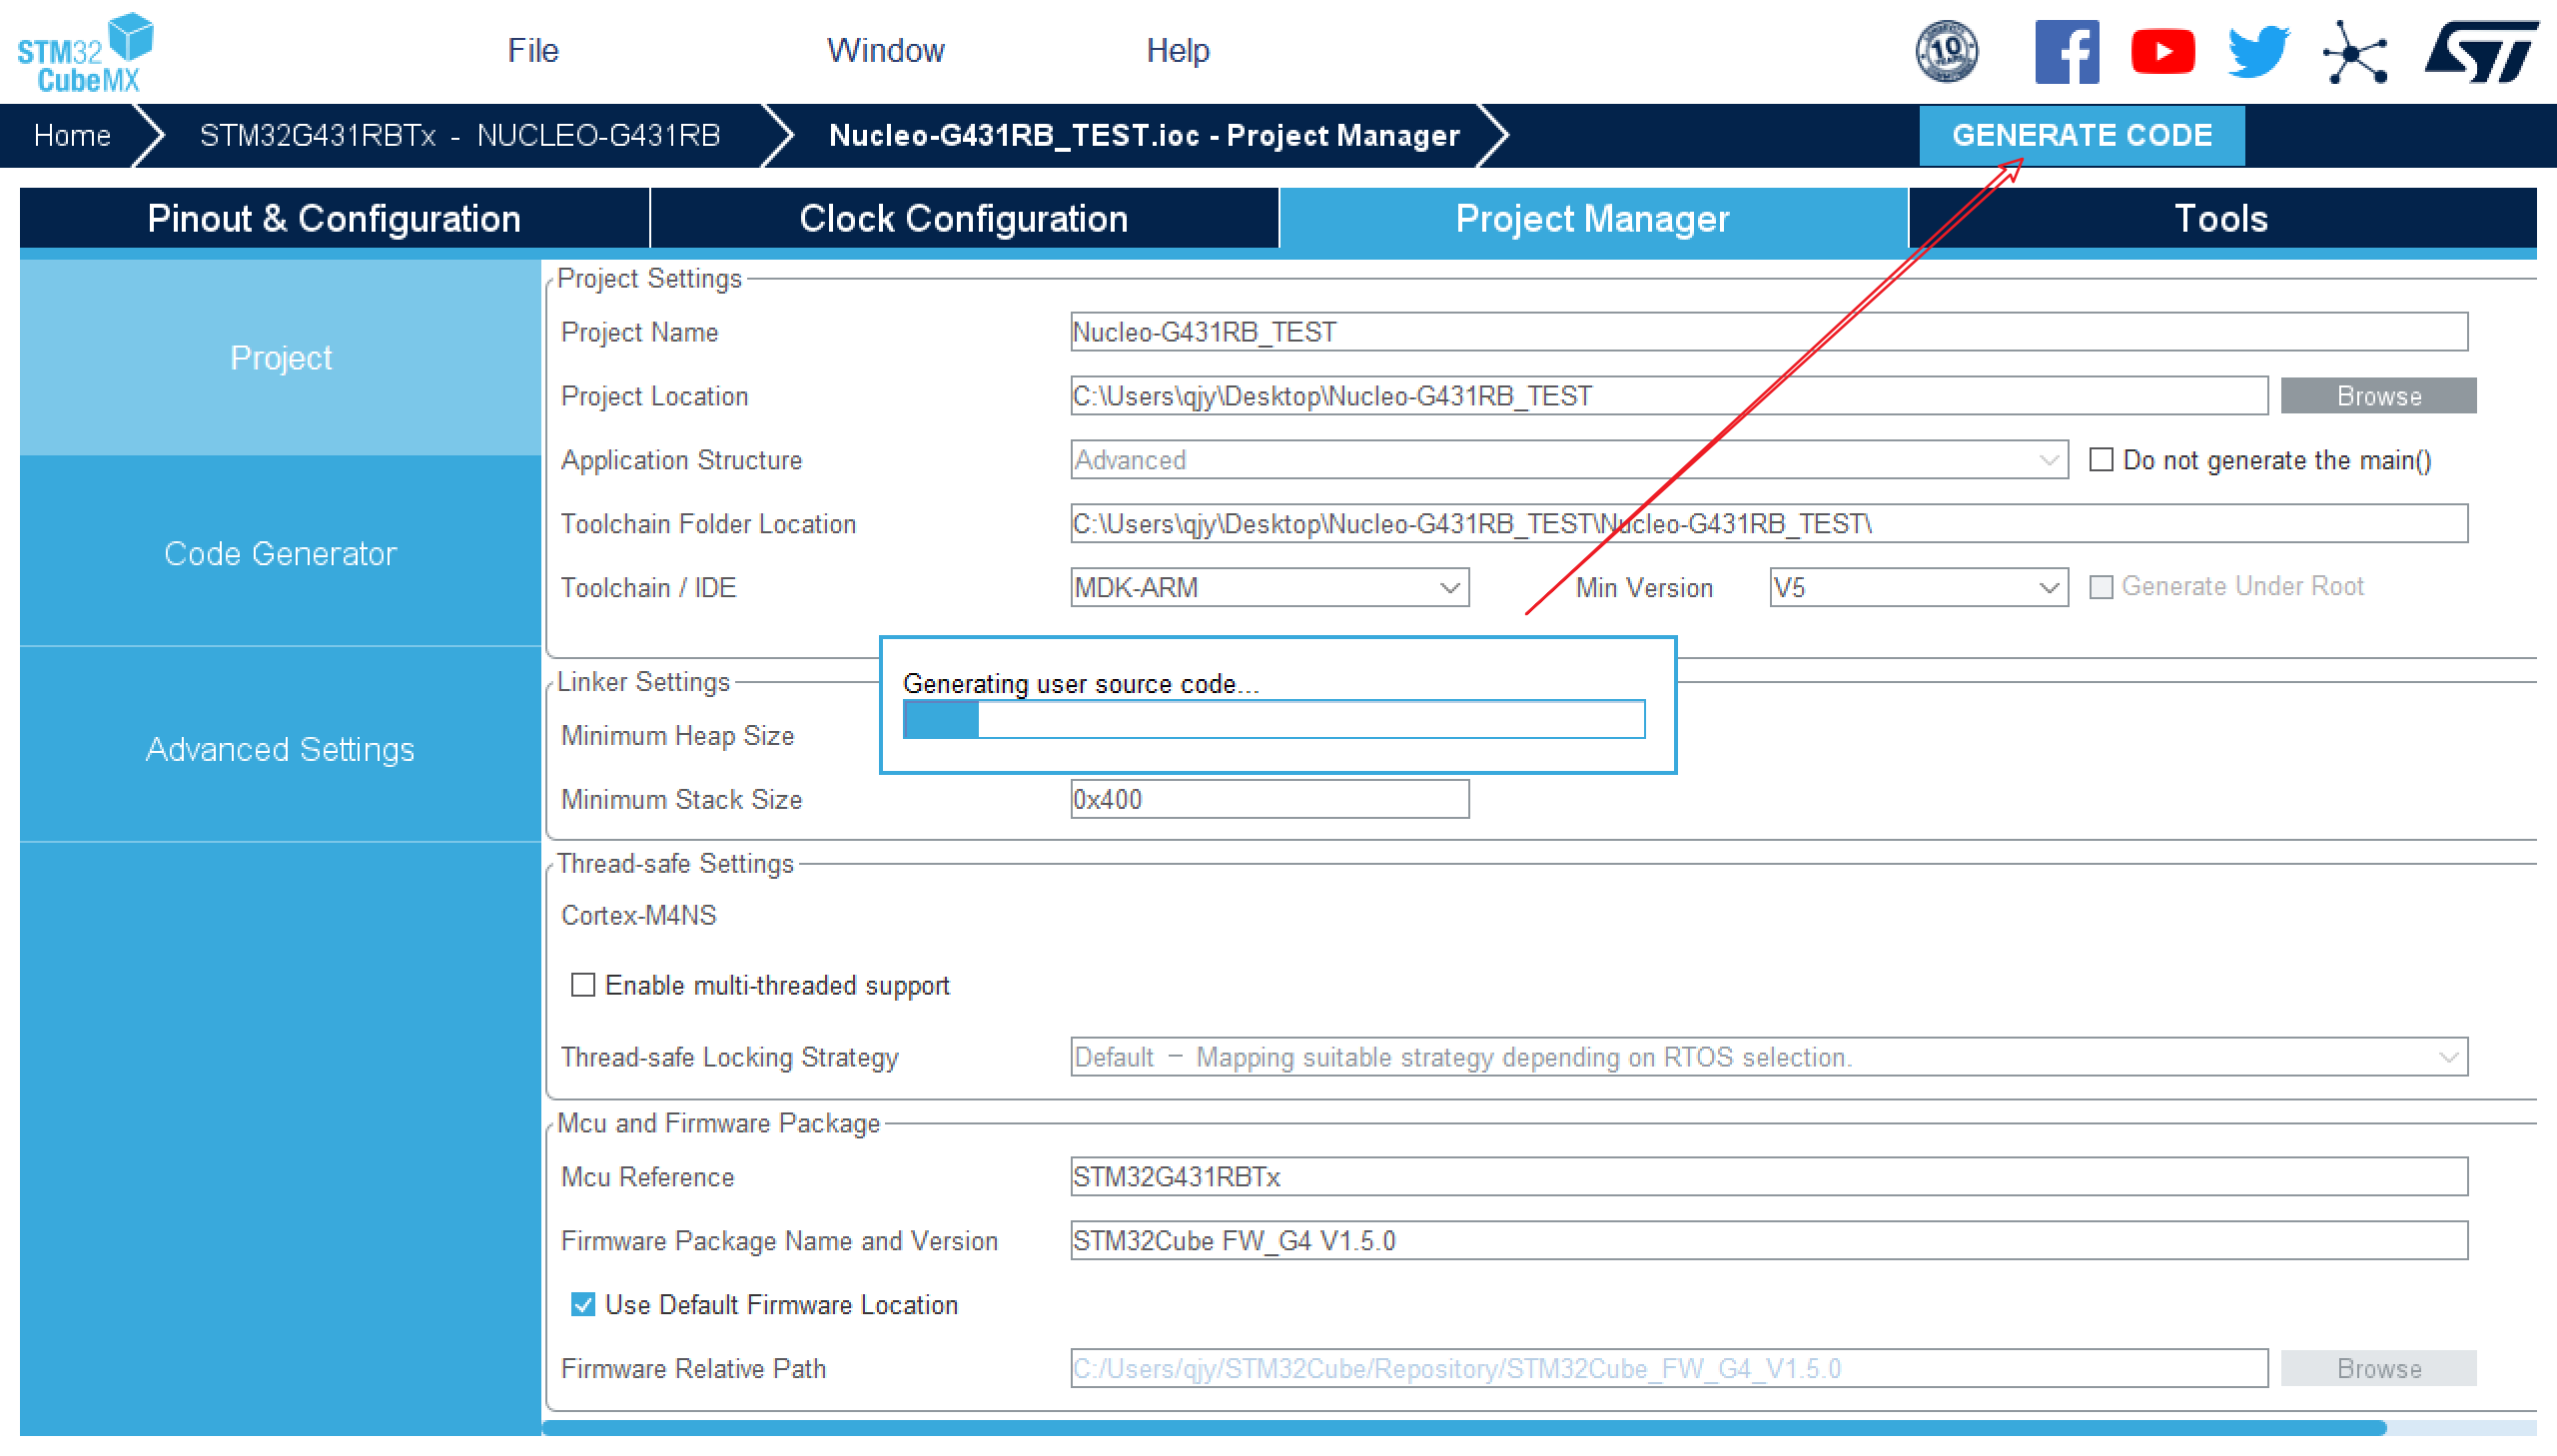 STM32
CubeMX
File
Window
Help
10
YEARS
ST
Home
STM32G431RBTx - NUCLEO-G431RB
Nucleo-G431RB_TEST.ioc - Project Manager
GENERATE CODE
Pinout & Configuration
Clock Configuration
Project Manager
Tools
Project
Code Generator
Advanced Settings
Project Settings
Project Name
Nucleo-G431RB_TEST
Project Location
C:\Users\qjy\Desktop\Nucleo-G431RB_TEST
Browse
Application Structure
Advanced
Do not generate the main()
Toolchain Folder Location
C:\Users\qjy\Desktop\Nucleo-G431RB_TEST\Nucleo-G431RB_TEST\
Toolchain / IDE
MDK-ARM
Min Version
V5
Generate Under Root
Generating user source code...
Linker Settings
Minimum Heap Size
Minimum Stack Size
0x400
Thread-safe Settings
Cortex-M4NS
Enable multi-threaded support
Thread-safe Locking Strategy
Default – Mapping suitable strategy depending on RTOS selection.
Mcu and Firmware Package
Mcu Reference
STM32G431RBTx
Firmware Package Name and Version
STM32Cube FW_G4 V1.5.0
Use Default Firmware Location
Firmware Relative Path
C:/Users/qjy/STM32Cube/Repository/STM32Cube_FW_G4_V1.5.0
Browse